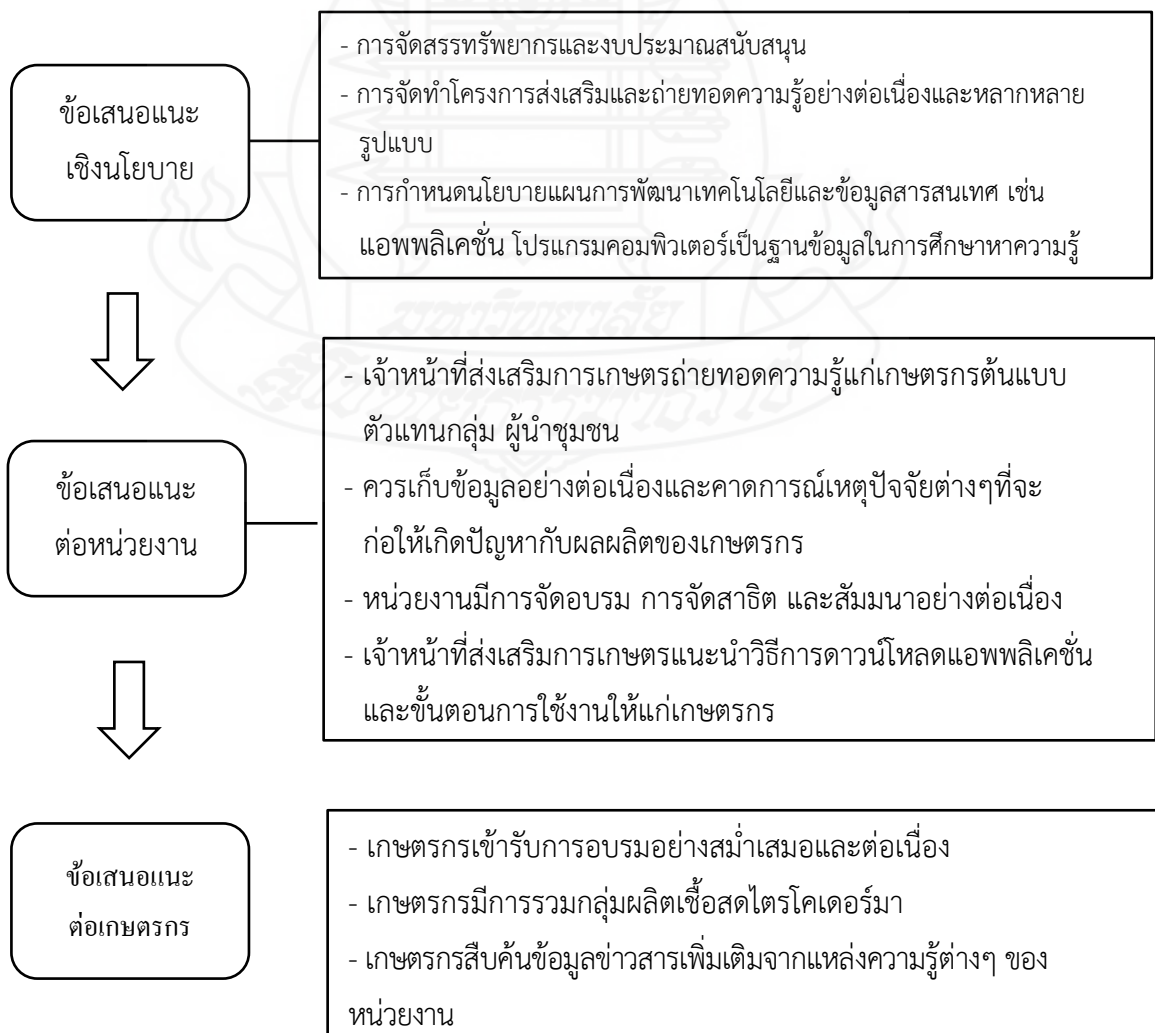 ข้อเสนอแนะ
เชิงนโยบาย
- การจัดสรรทรัพยากรและงบประมาณสนับสนุน
- การจัดทำโครงการส่งเสริมและถ่ายทอดความรู้อย่างต่อเนื่องและหลากหลาย
รูปแบบ
- การกำหนดนโยบายแผนการพัฒนาเทคโนโลยีและข้อมูลสารสนเทศ เช่น
แอพพลิเคชั่น โปรแกรมคอมพิวเตอร์เป็นฐานข้อมูลในการศึกษาหาความรู้
ข้อเสนอแนะ
ต่อหน่วยงาน
- เจ้าหน้าที่ส่งเสริมการเกษตรถ่ายทอดความรู้แก่เกษตรกรต้นแบบ
ตัวแทนกลุ่ม ผู้นำชุมชน
- ควรเก็บข้อมูลอย่างต่อเนื่องและคาดการณ์เหตุปัจจัยต่างๆที่จะ
ก่อให้เกิดปัญหากับผลผลิตของเกษตรกร
- หน่วยงานมีการจัดอบรม การจัดสาธิต และสัมมนาอย่างต่อเนื่อง
- เจ้าหน้าที่ส่งเสริมการเกษตรแนะนำวิธีการดาวน์โหลดแอพพลิเคชั่น
และขั้นตอนการใช้งานให้แก่เกษตรกร
ข้อเสนอแนะ
ต่อเกษตรกร
- เกษตรกรเข้ารับการอบรมอย่างสม่ำเสมอและต่อเนื่อง
- เกษตรกรมีการรวมกลุ่มผลิตเชื้อสดไตรโคเดอร์มา
- เกษตรกรสืบค้นข้อมูลข่าวสารเพิ่มเติมจากแหล่งความรู้ต่างๆ ของ
หน่วยงาน